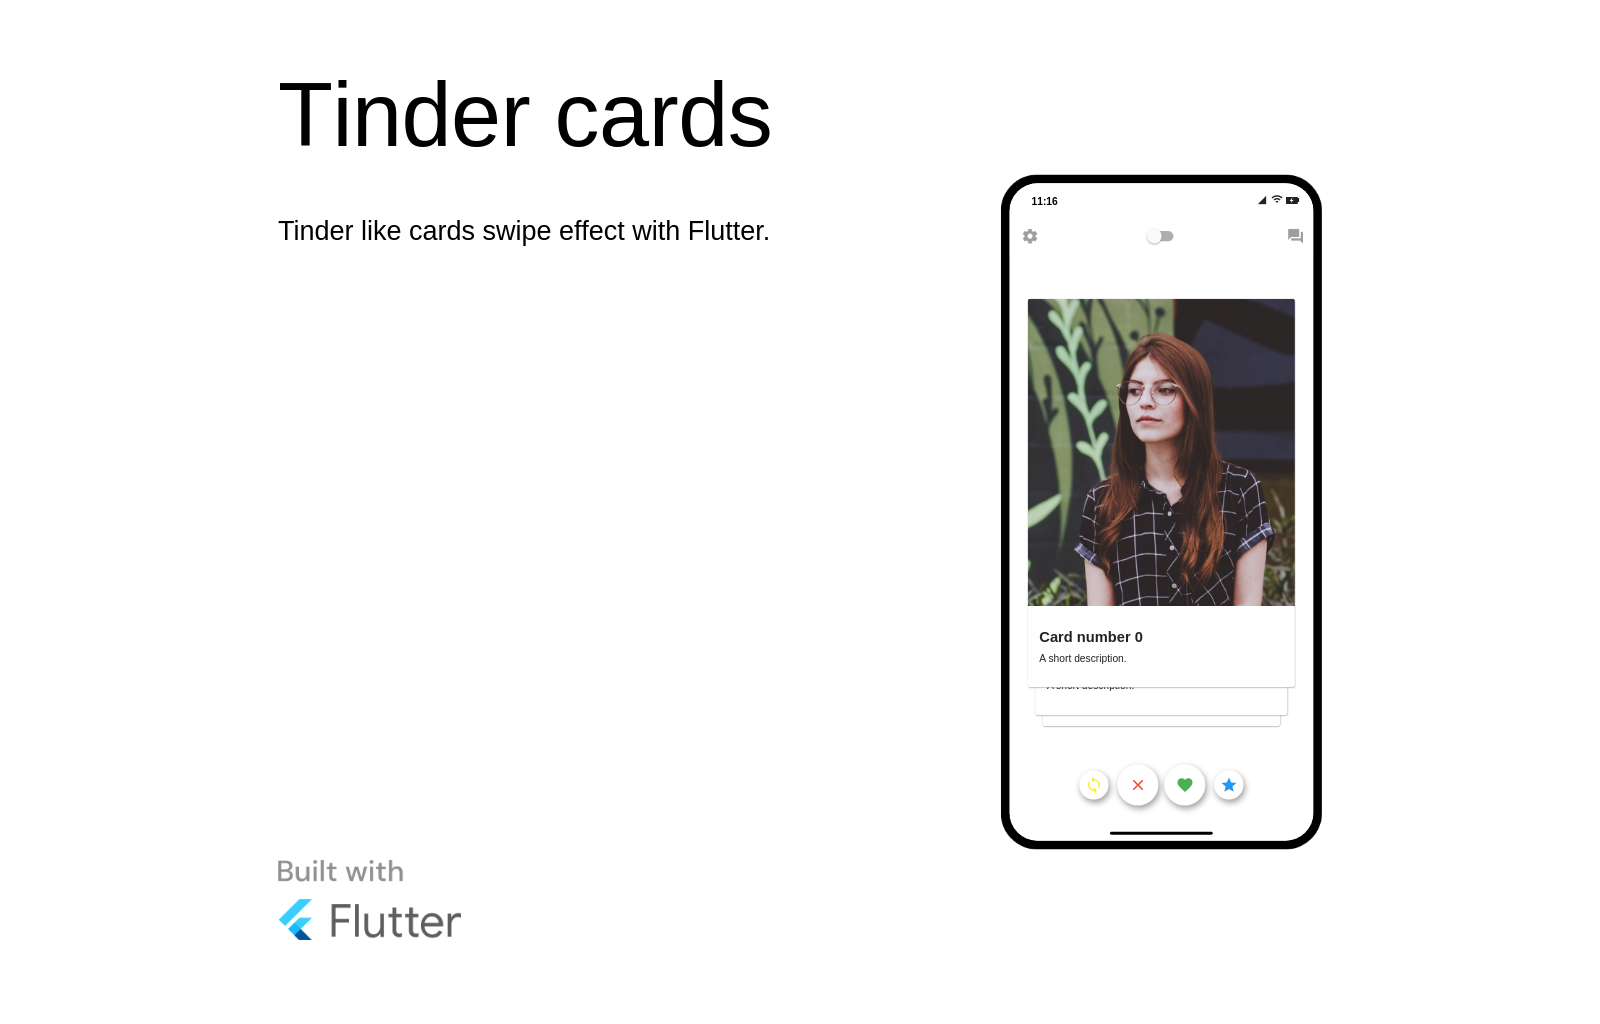 Tinder cards
Tinder like cards swipe effect with Flutter.
11:16
Card number 0
A short description.
A short description.
Built with
Flutter